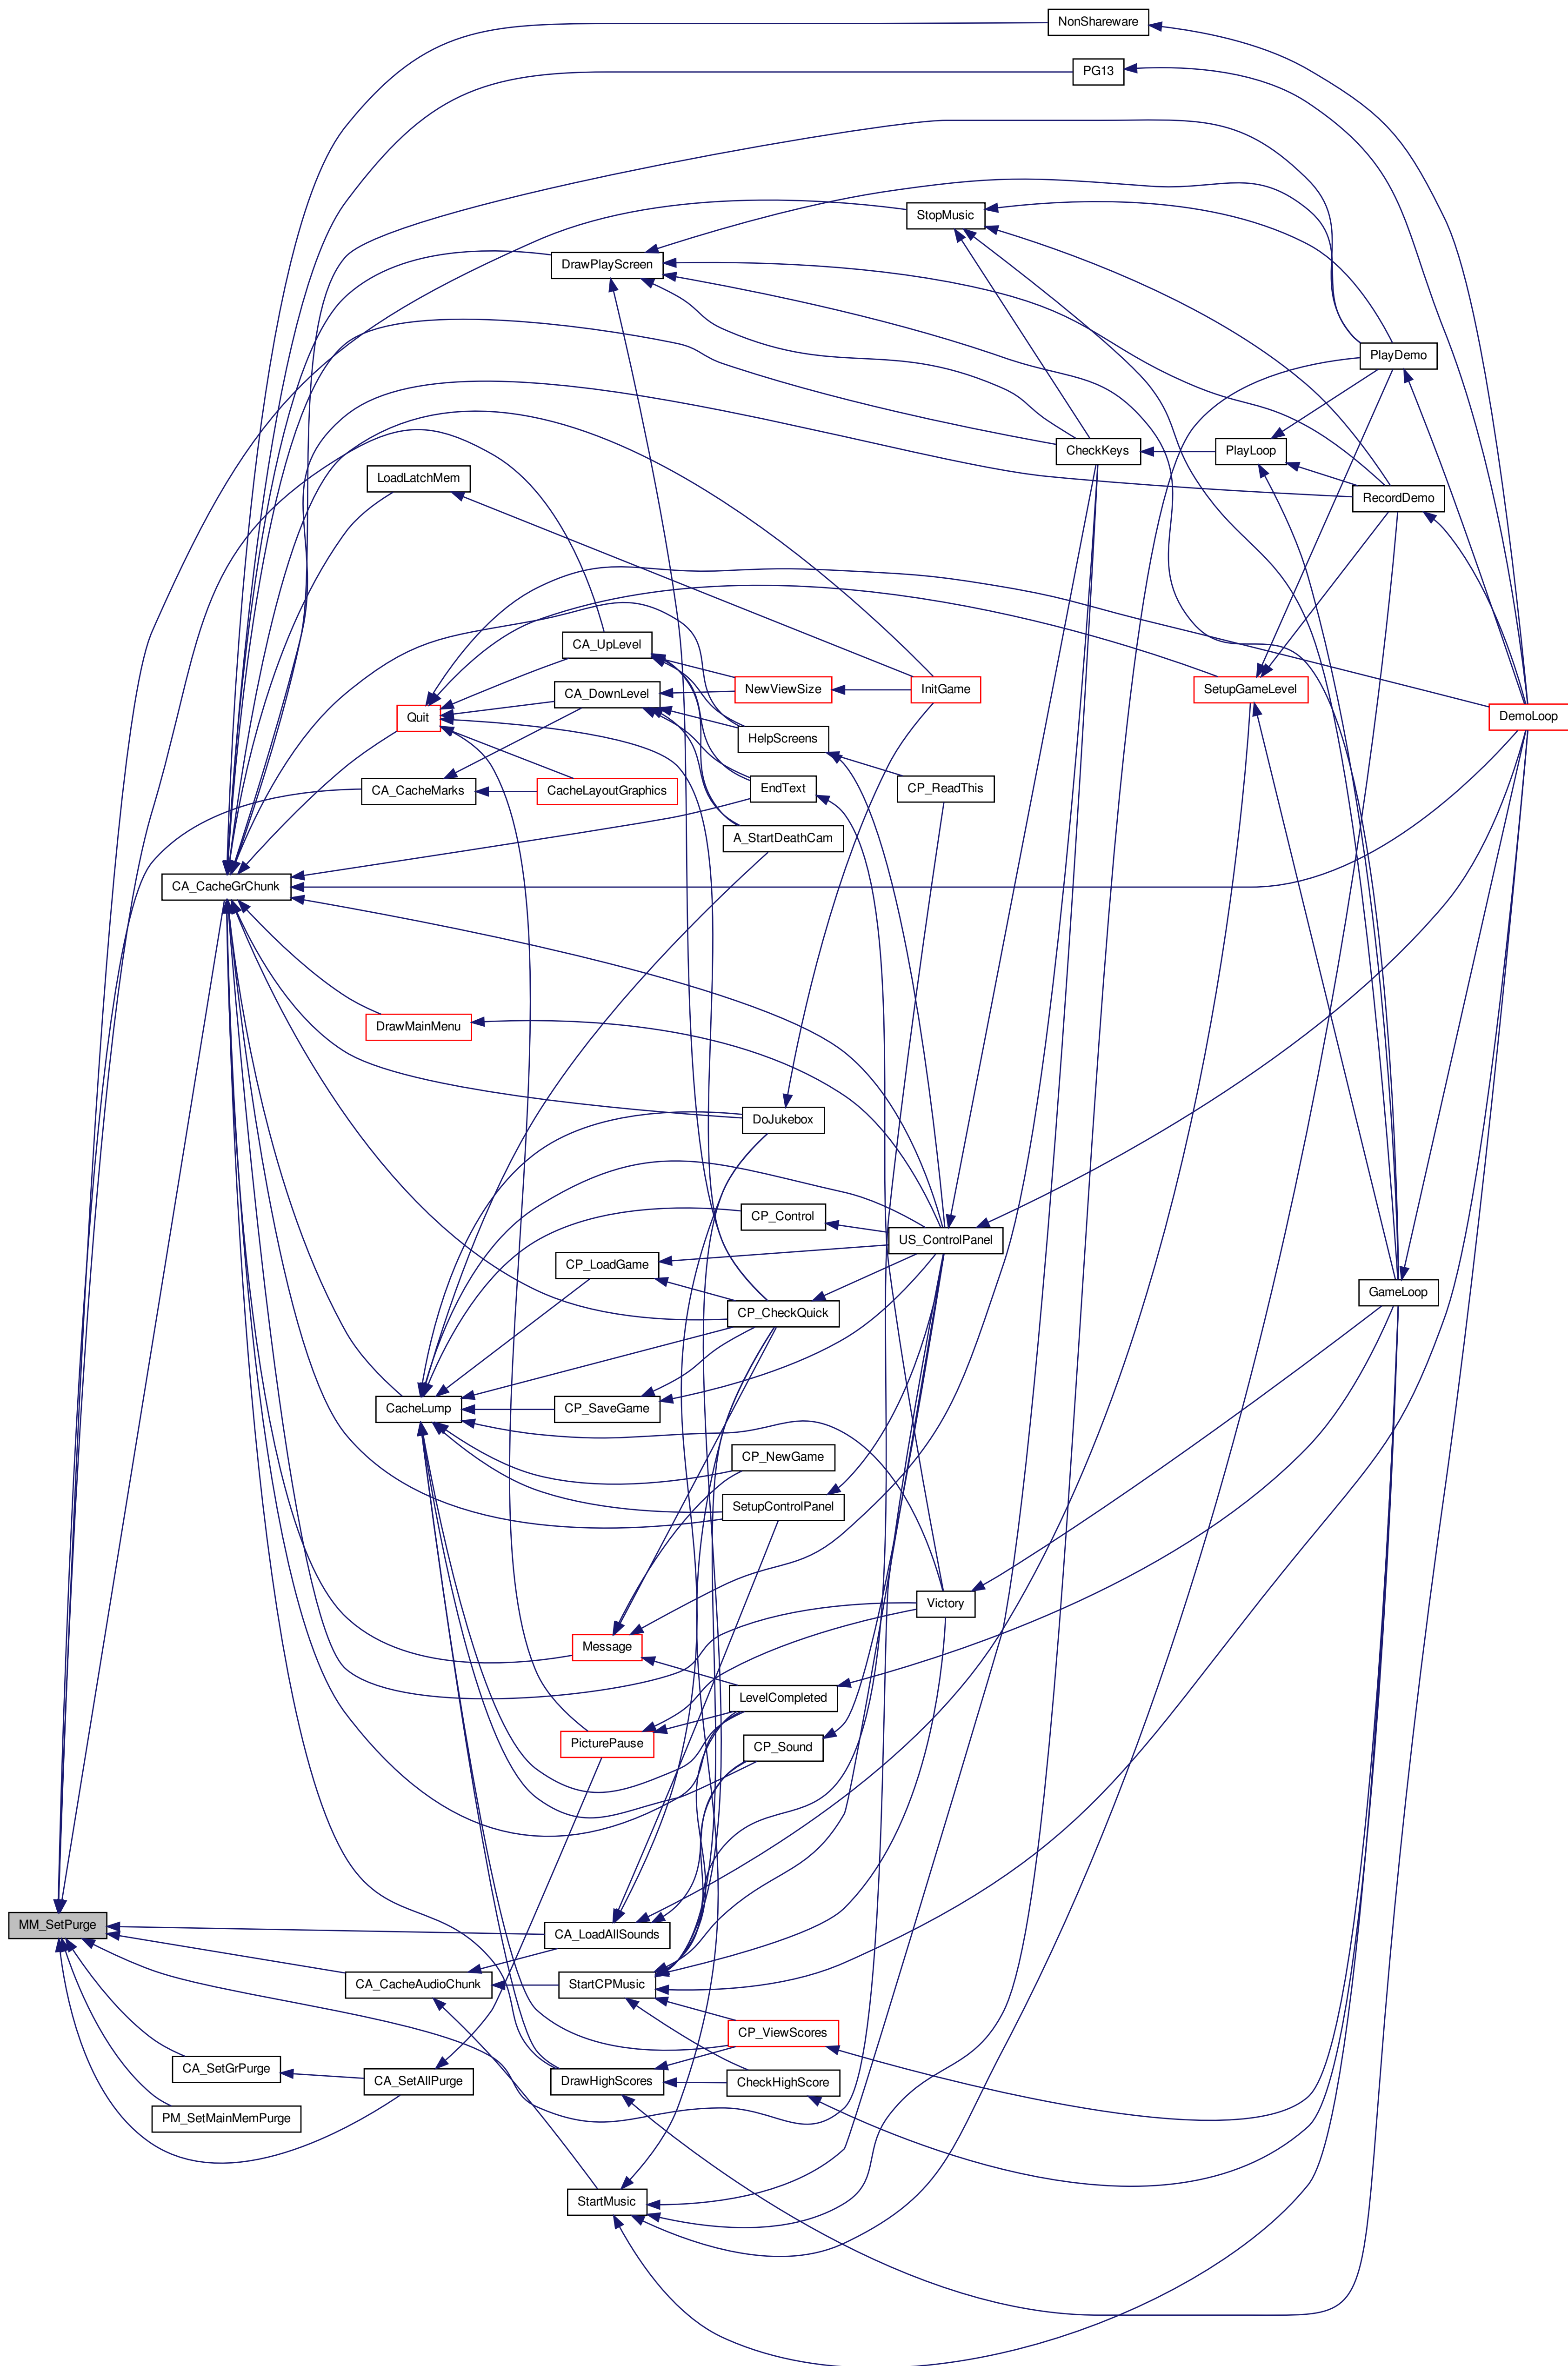 NonShareware
PG13
StopMusic
DrawPlayScreen
PlayDemo
CheckKeys
PlayLoop
LoadLatchMem
RecordDemo
CA_UpLevel
NewViewSize
InitGame
SetupGameLevel
CA_DownLevel
Quit
DemoLoop
HelpScreens
CA_CacheMarks
CacheLayoutGraphics
EndText
CP_ReadThis
A_StartDeathCam
CA_CacheGrChunk
DrawMainMenu
DoJukebox
CP_Control
US_ControlPanel
CP_LoadGame
GameLoop
CP_CheckQuick
CacheLump
CP_SaveGame
CP_NewGame
SetupControlPanel
Victory
Message
LevelCompleted
PicturePause
CP_Sound
MM_SetPurge
CA_LoadAllSounds
CA_CacheAudioChunk
StartCPMusic
CP_ViewScores
CA_SetGrPurge
CA_SetAllPurge
DrawHighScores
CheckHighScore
PM_SetMainMemPurge
StartMusic